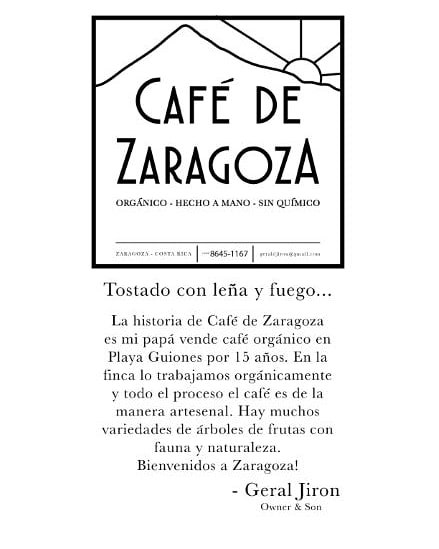 CAFÉ DE
ZARAGOZA
ORGÁNICO - HECHO A MANO - SIN QUÍMICO
ZARAGOZA - COSTA RICA | 8645-1167 | geraldjiron@gmail.com
Tostado con leña y fuego...
La historia de Café de Zaragoza
es mi papá vende café orgánico en
Playa Guiones por 15 años. En la
finca lo trabajamos orgánicamente
y todo el proceso el café es de la
manera artesenal. Hay muchos
variedades de árboles de frutas con
fauna y naturaleza.
Bienvenidos a Zaragoza!
- Geral Jiron
Owner & Son